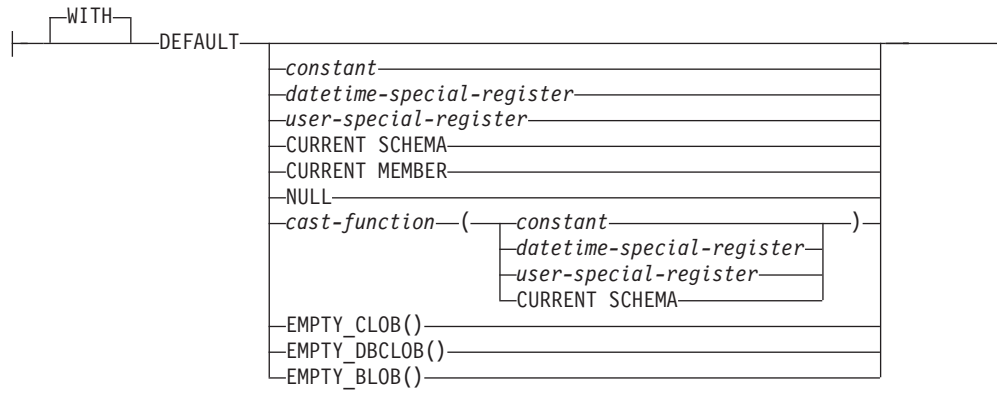 WITH
DEFAULT
constant
datetime-special-register
user-special-register
CURRENT SCHEMA
CURRENT MEMBER
NULL
cast-function ( constant )
datetime-special-register
user-special-register
CURRENT SCHEMA
EMPTY_CLOB()
EMPTY_DBCLOB()
EMPTY_BLOB()